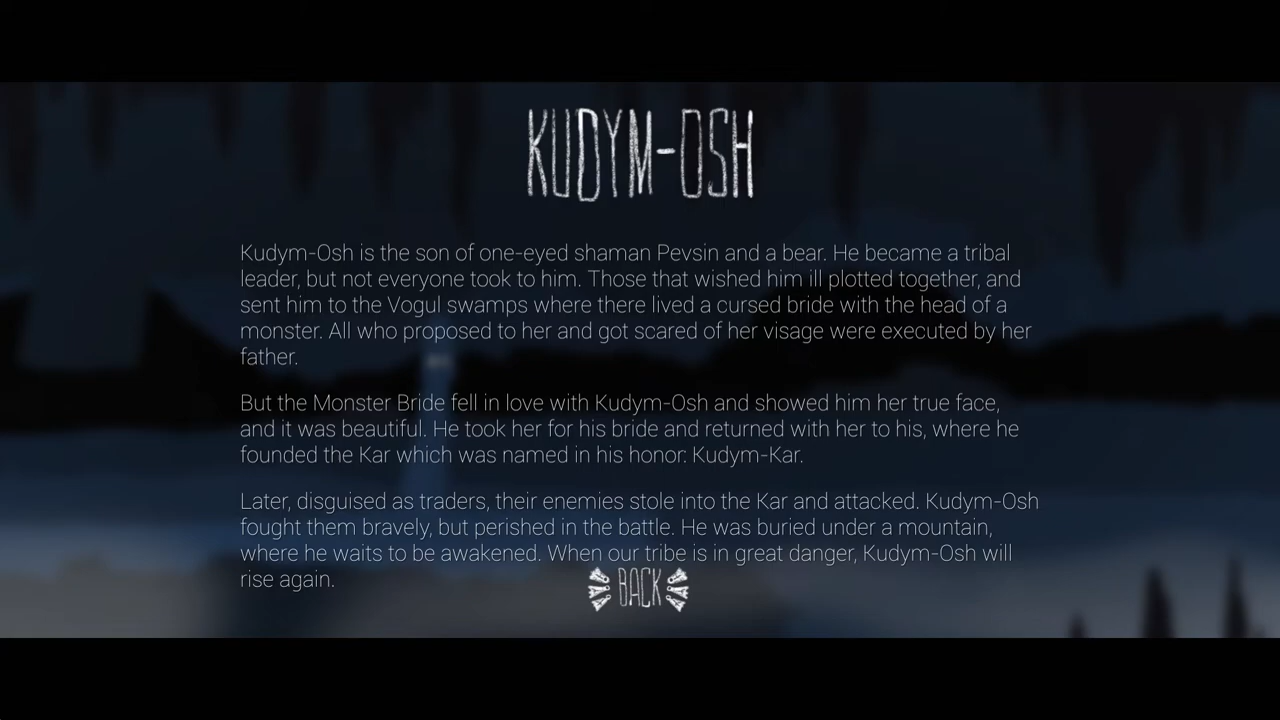 KUDYM-OSH
Kudym-Osh is the son of one-eyed shaman Pevsin and a bear. He became a tribal
leader, but not everyone took to him. Those that wished him ill plotted together, and
sent him to the Vogul swamps where there lived a cursed bride with the head of a
monster. All who proposed to her and got scared of her visage were executed by her
father.
But the Monster Bride fell in love with Kudym-Osh and showed him her true face,
and it was beautiful. He took her for his bride and returned with her to his, where he
founded the Kar which was named in his honor: Kudym-Kar.
Later, disguised as traders, their enemies stole into the Kar and attacked. Kudym-Osh
fought them bravely, but perished in the battle. He was buried under a mountain,
where he waits to be awakened. When our tribe is in great danger, Kudym-Osh will
rise again.
BACK